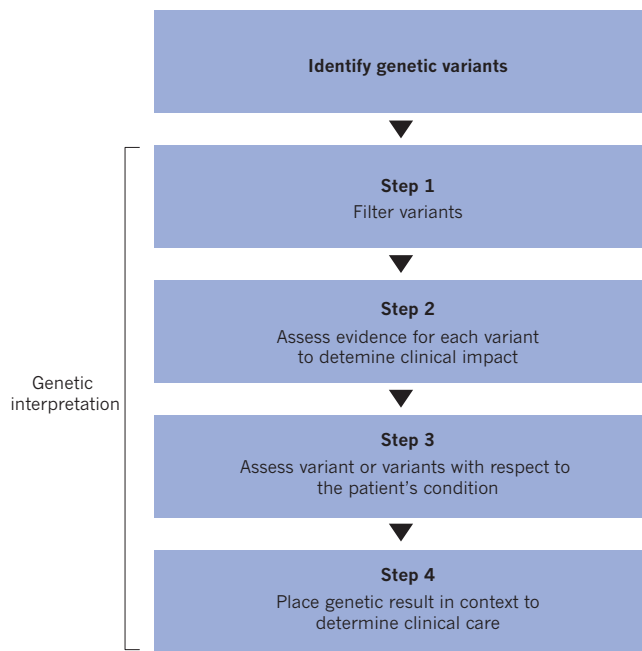 Identify genetic variants
Step 1
Filter variants
Step 2
Assess evidence for each variant
to detemine clinical impact
Genetic
interpretation
Step 3
Assess variant or variants with respect to
the patient’s condition
Step 4
Place genetic result in context to
determine clinical care